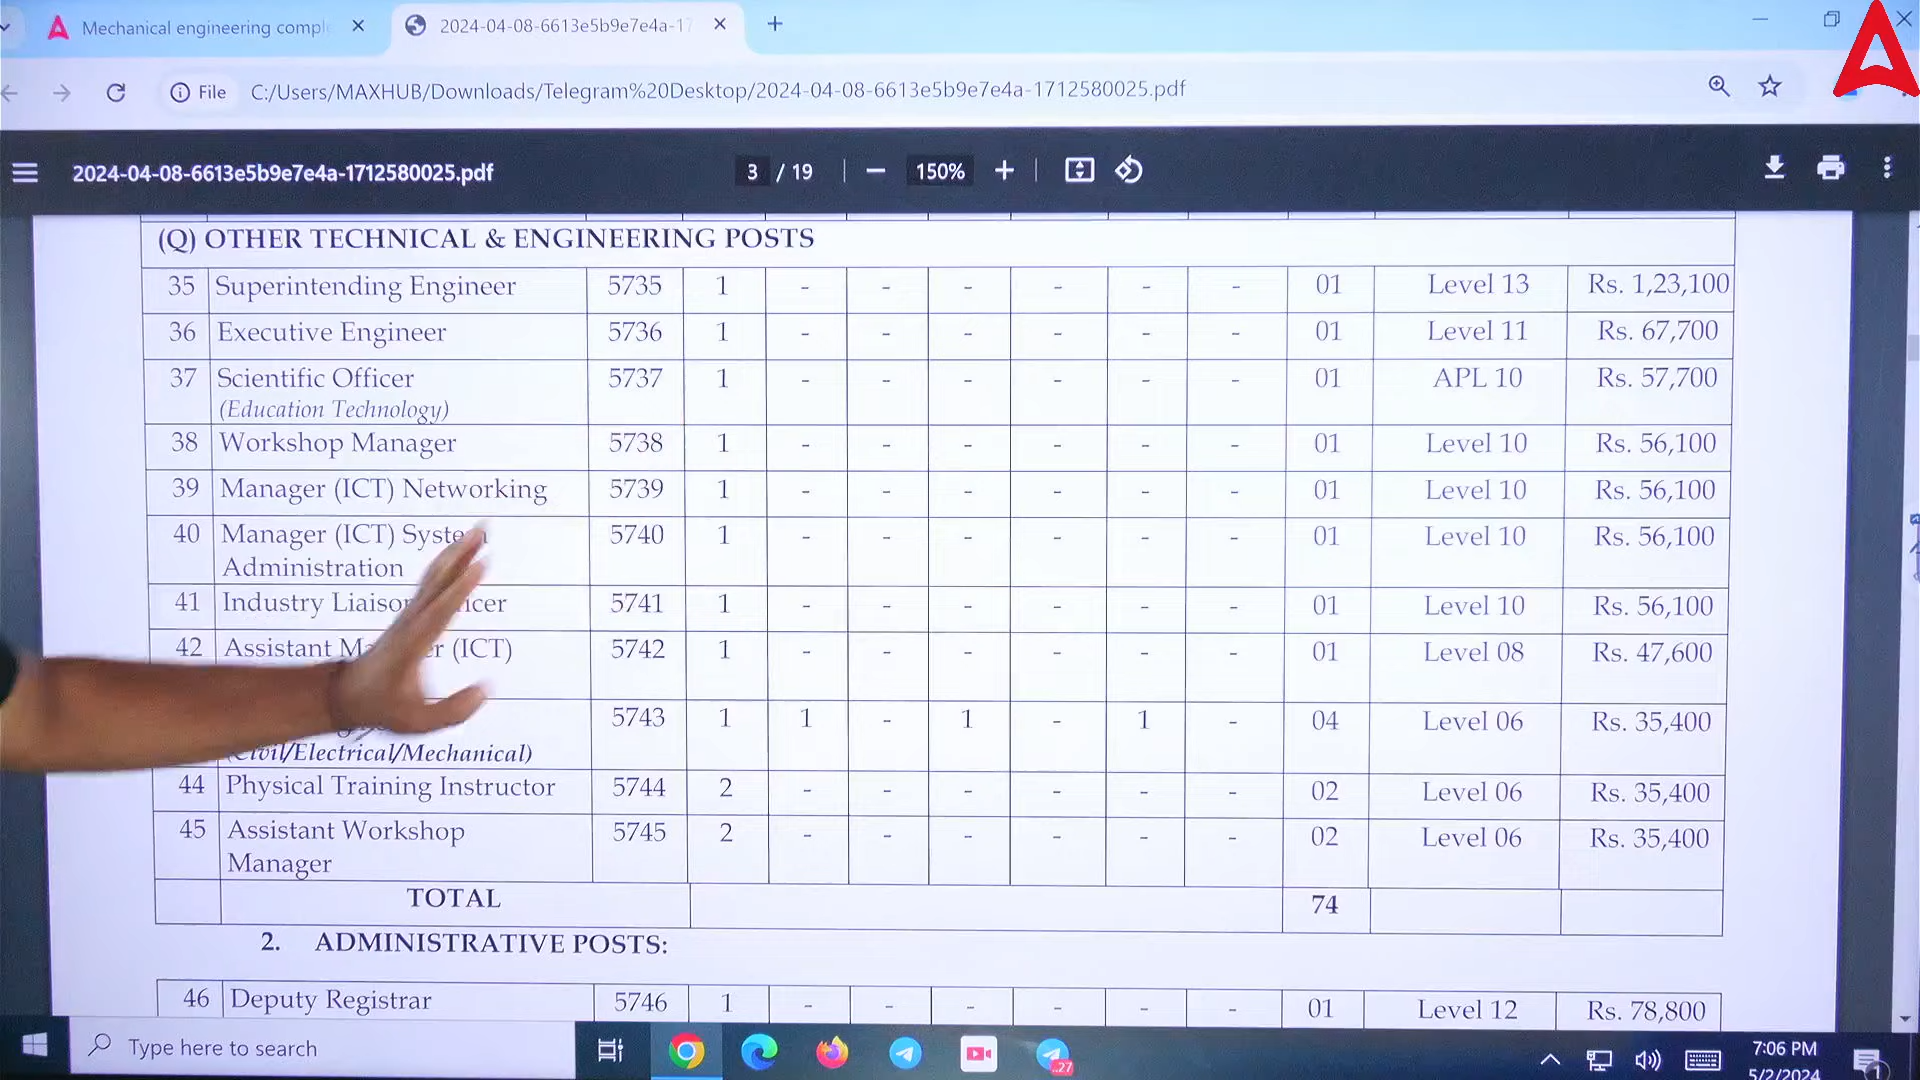 Mechanical engineering compl
2024-04-08-6613e5b9e7e4a-17
File C:/Users/MAXHUB/Downloads/Telegram%20Desktop/2024-04-08-6613e5b9e7e4a-1712580025.pdf
2024-04-08-6613e5b9e7e4a-1712580025.pdf 3 / 19 150%
(Q) OTHER TECHNICAL & ENGINEERING POSTS
35 Superintending Engineer 5735 1 - - - - - - 01 Level 13 Rs. 1,23,100
36 Executive Engineer 5736 1 - - - - - - 01 Level 11 Rs. 67,700
37 Scientific Officer 5737 1 - - - - - - 01 APL 10 Rs. 57,700
(Education Technology)
38 Workshop Manager 5738 1 - - - - - - 01 Level 10 Rs. 56,100
39 Manager (ICT) Networking 5739 1 - - - - - - 01 Level 10 Rs. 56,100
40 Manager (ICT) System 5740 1 - - - - - - 01 Level 10 Rs. 56,100
Administration
41 Industry Liaison Officer 5741 1 - - - - - - 01 Level 10 Rs. 56,100
42 Assistant Manager (ICT) 5742 1 - - - - - - 01 Level 08 Rs. 47,600
5743 1 1 - 1 - 1 - 04 Level 06 Rs. 35,400
(Civil/Electrical/Mechanical)
44 Physical Training Instructor 5744 2 - - - - - - 02 Level 06 Rs. 35,400
45 Assistant Workshop 5745 2 - - - - - - 02 Level 06 Rs. 35,400
Manager
TOTAL 74
2. ADMINISTRATIVE POSTS:
46 Deputy Registrar 5746 1 - - - - - - 01 Level 12 Rs. 78,800
Type here to search
..27
7:06 PM
5/2/2024
1